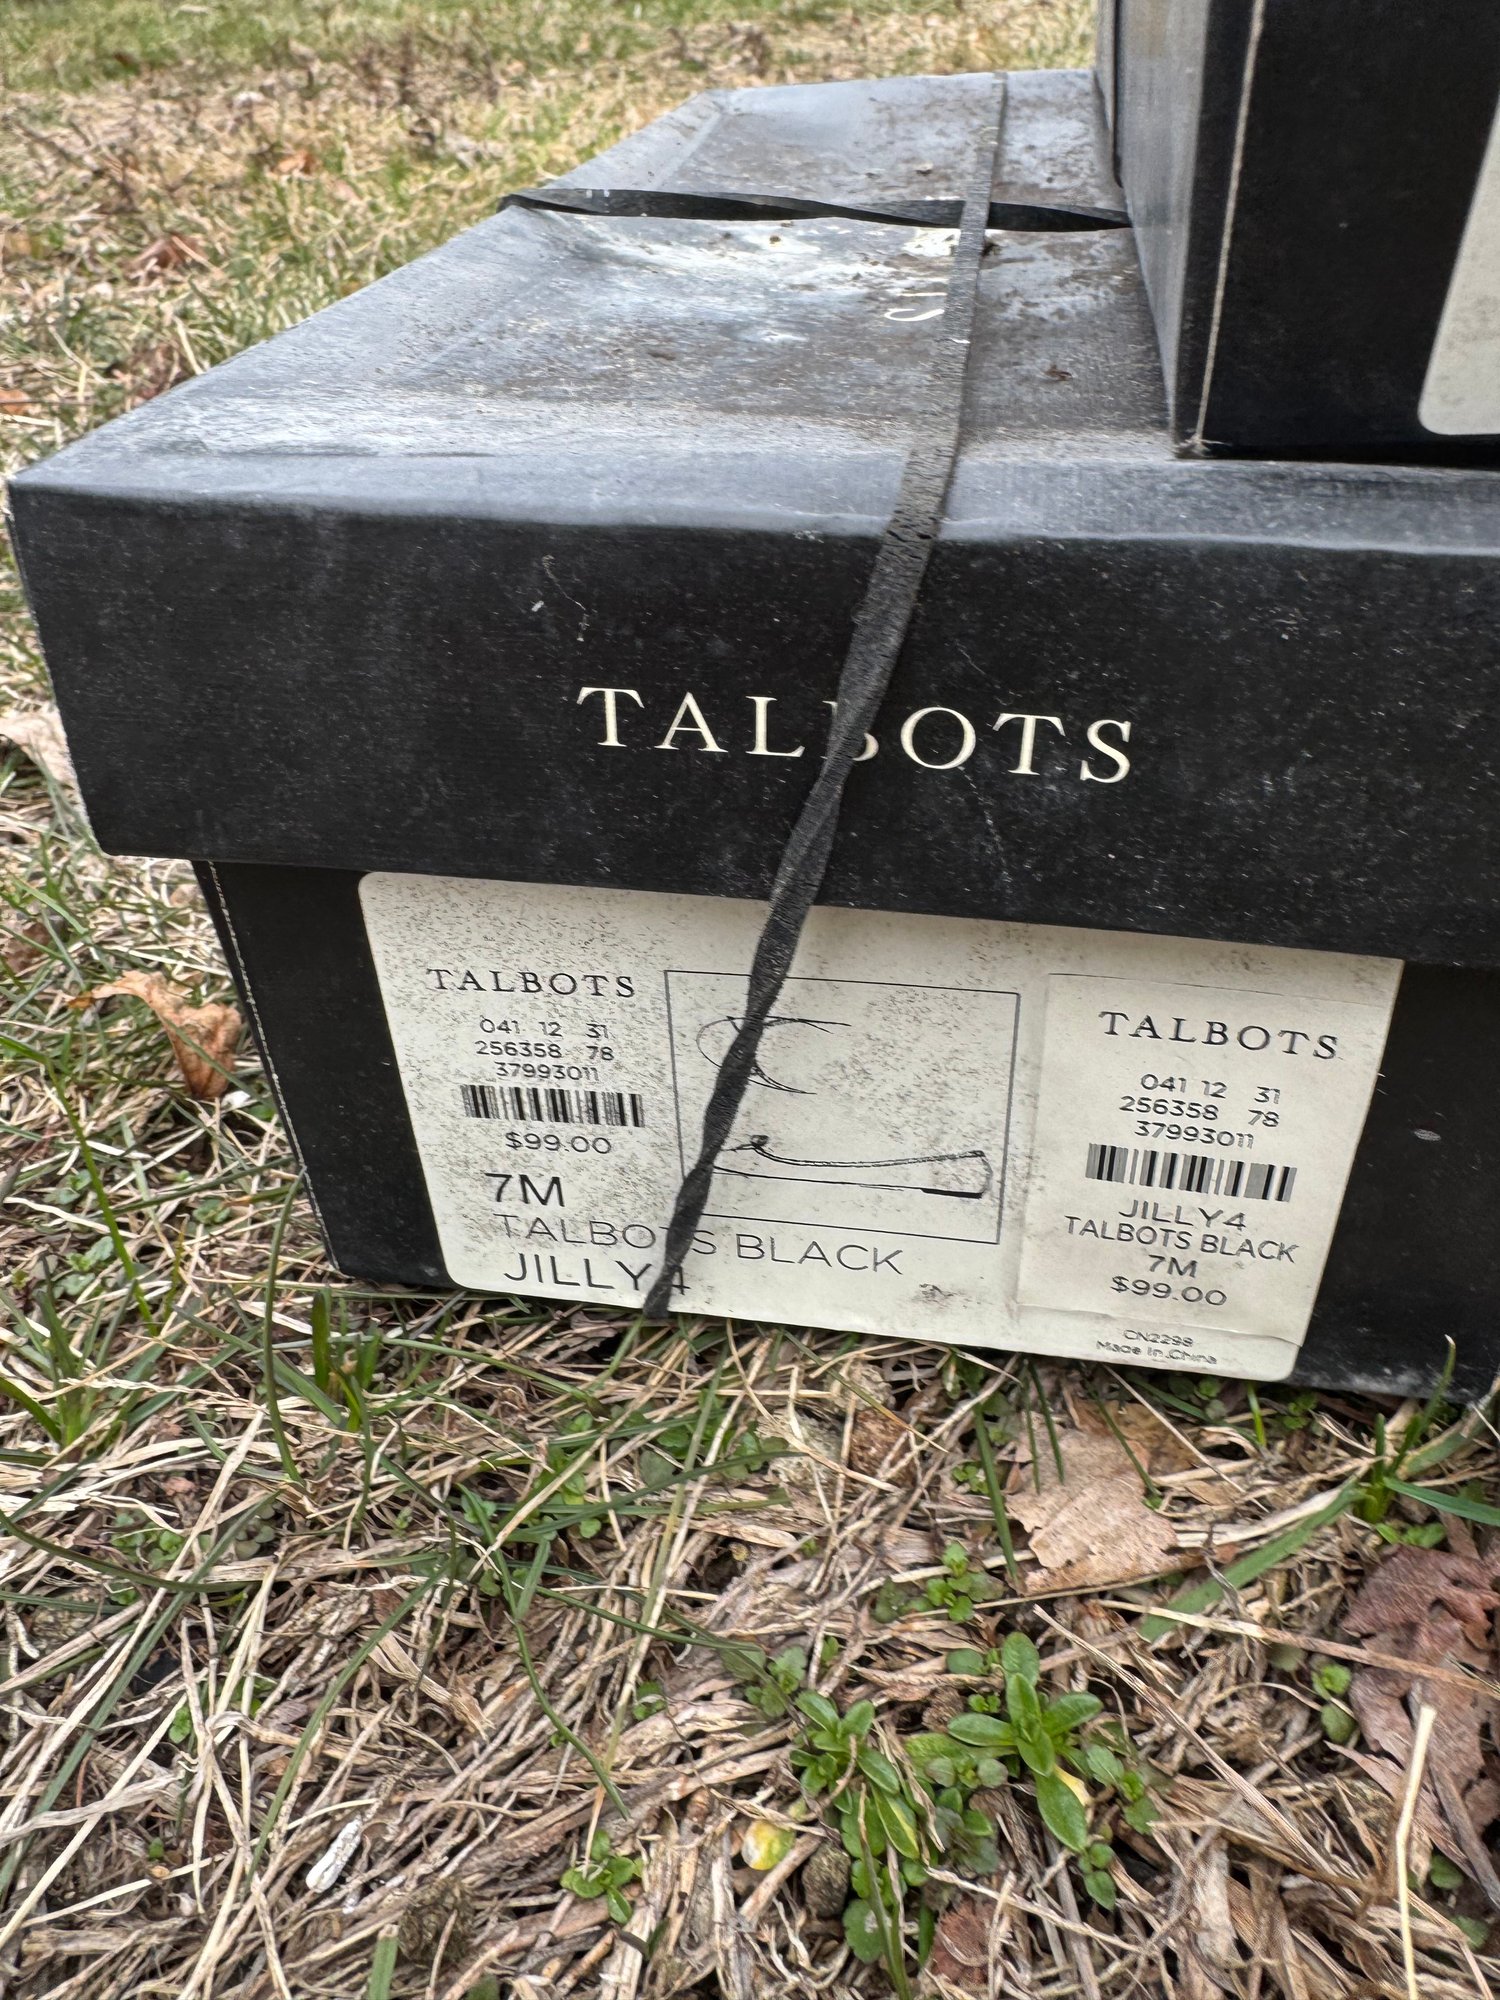 TALBOTS
TALBOTS
041 12 31
256358 78
37993011
$99.00
7M
TALBOTS BLACK
JILLY4
TALBOTS
041 12 31
256358 78
37993011
JILLY4
TALBOTS BLACK
7M
$99.00
CN2298
Made In China